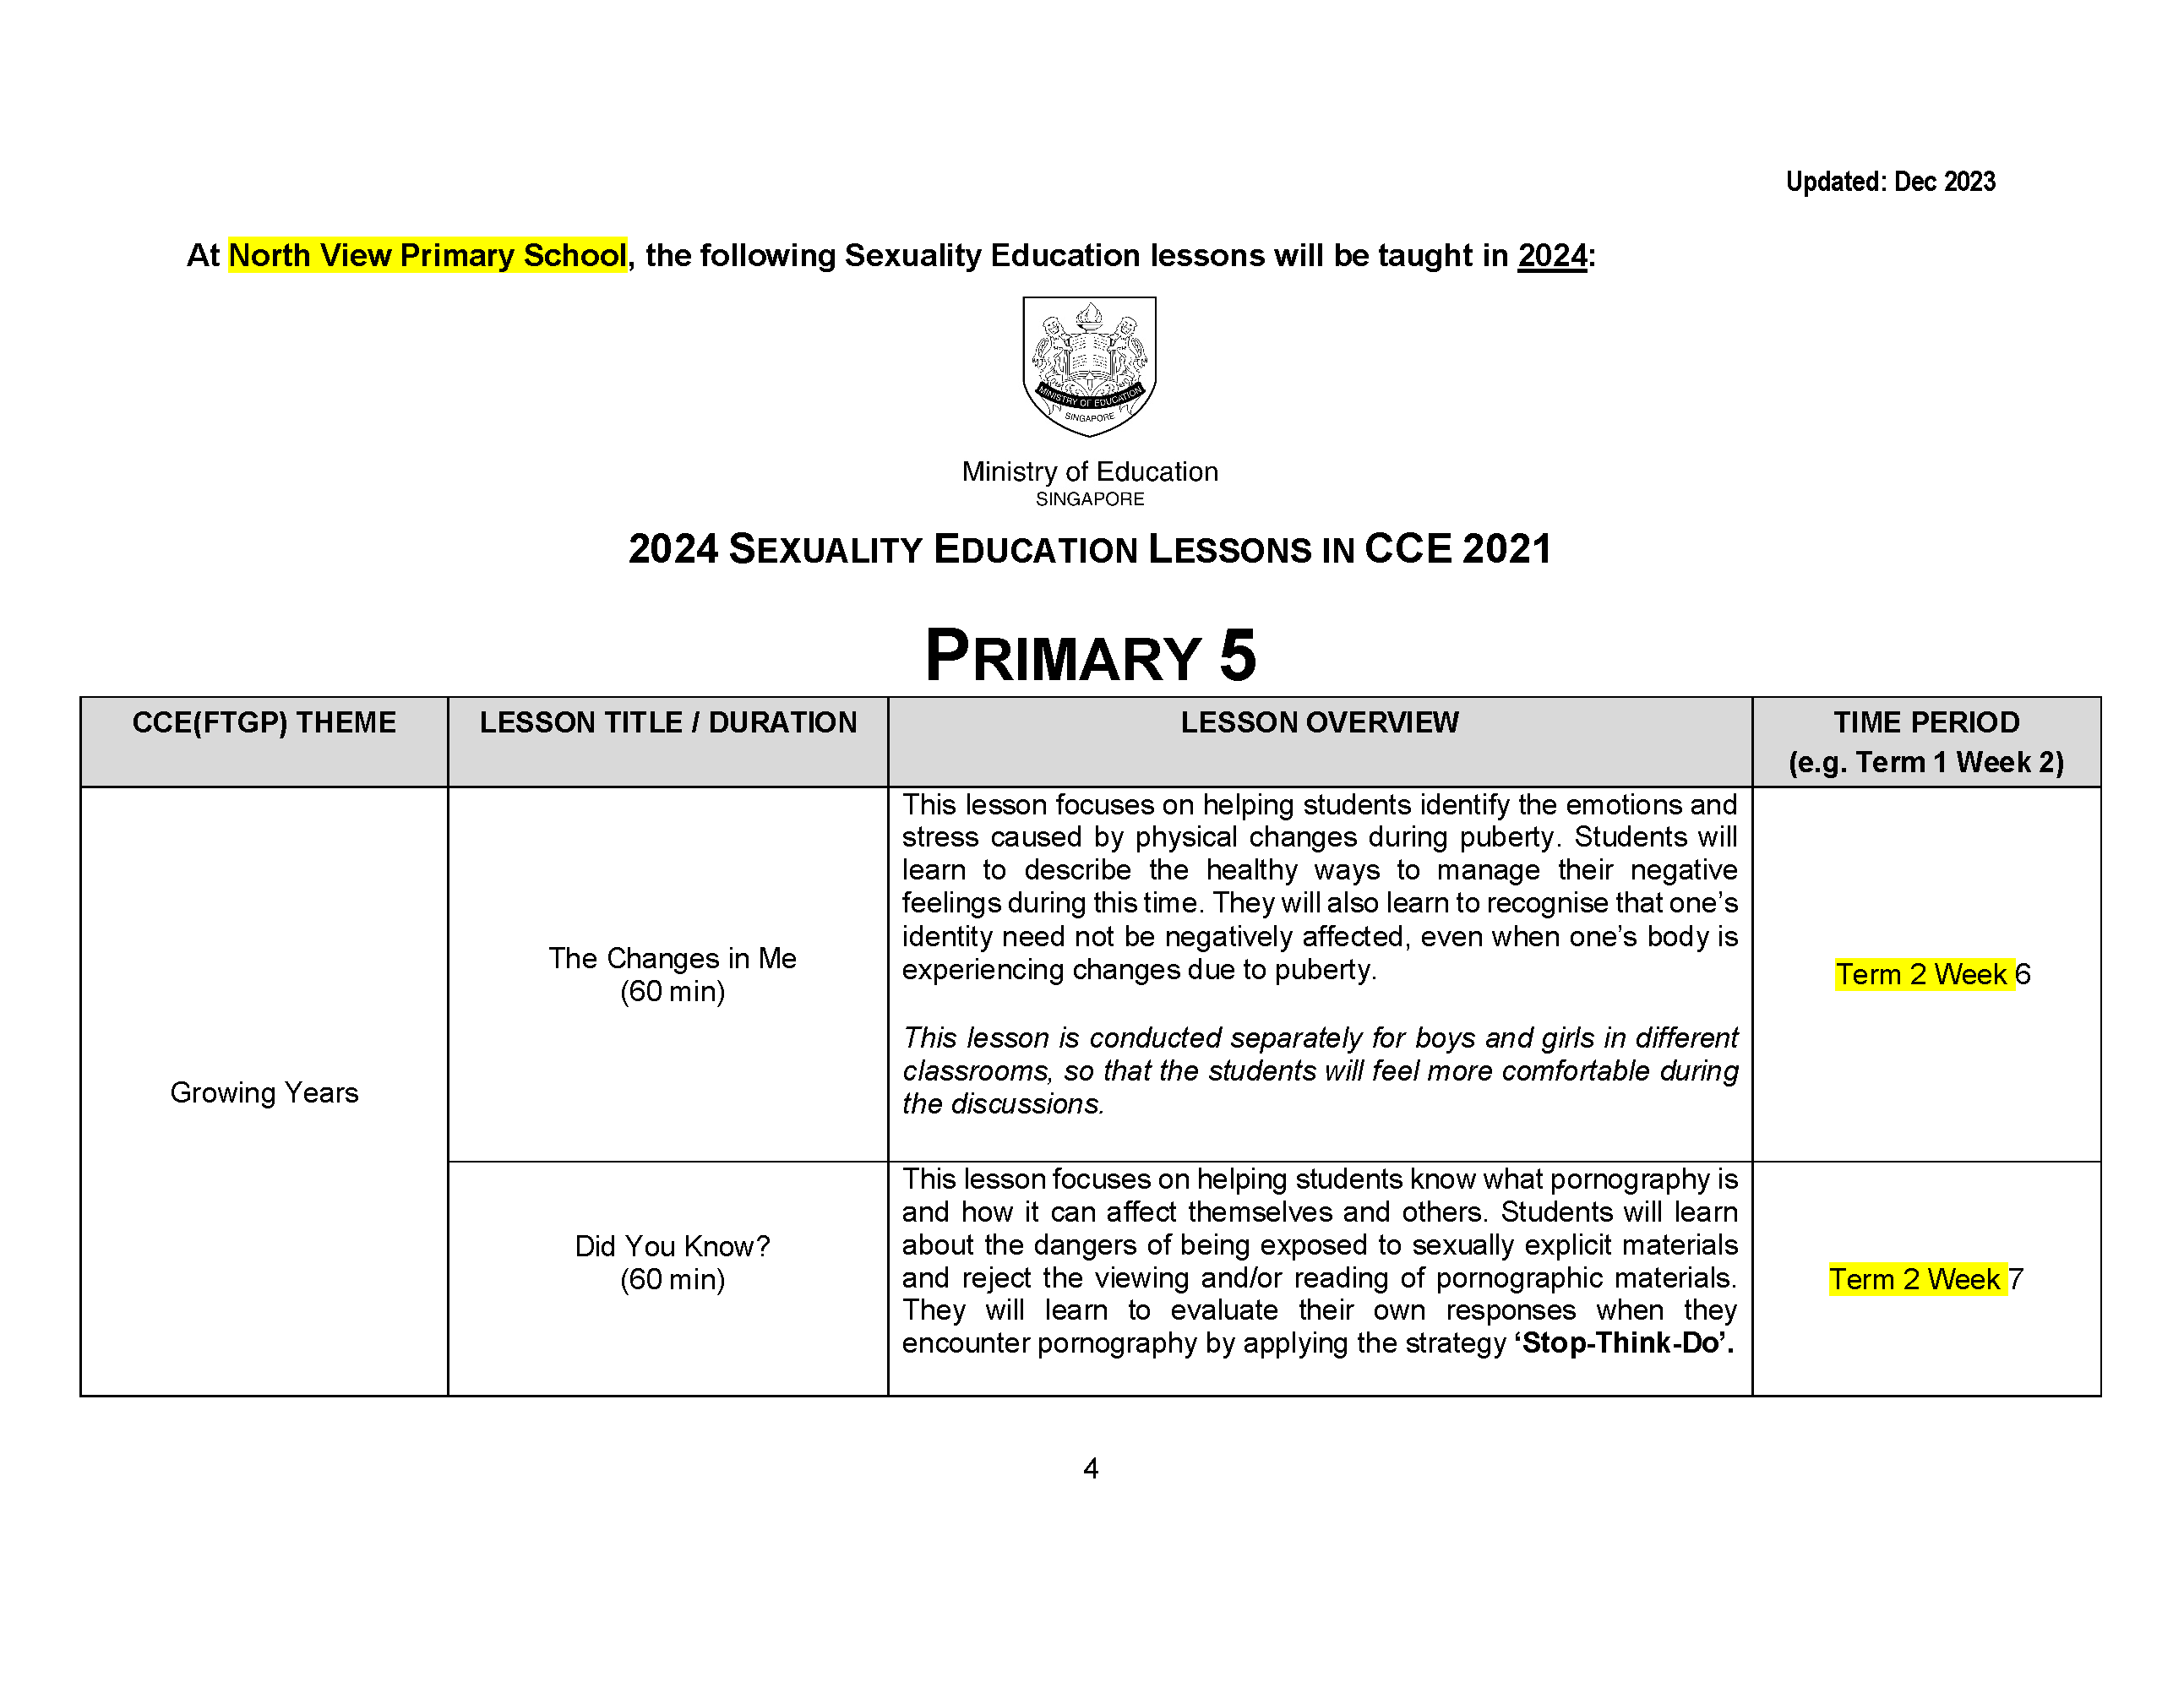 Updated: Dec 2023
At North View Primary School, the following Sexuality Education lessons will be taught in 2024:
MINISTRY OF EDUCATION
SINGAPORE
Ministry of Education
SINGAPORE
2024 SEXUALITY EDUCATION LESSONS IN CCE 2021
PRIMARY 5
CCE(FTGP) THEME
LESSON TITLE / DURATION
LESSON OVERVIEW
TIME PERIOD
(e.g. Term 1 Week 2)
Growing Years
The Changes in Me
(60 min)
This lesson focuses on helping students identify the emotions and
stress caused by physical changes during puberty. Students will
learn to describe the healthy ways to manage their negative
feelings during this time. They will also learn to recognise that one’s
identity need not be negatively affected, even when one’s body is
experiencing changes due to puberty.
This lesson is conducted separately for boys and girls in different
classrooms, so that the students will feel more comfortable during
the discussions.
Term 2 Week 6
Did You Know?
(60 min)
This lesson focuses on helping students know what pornography is
and how it can affect themselves and others. Students will learn
about the dangers of being exposed to sexually explicit materials
and reject the viewing and/or reading of pornographic materials.
They will learn to evaluate their own responses when they
encounter pornography by applying the strategy ‘Stop-Think-Do’.
Term 2 Week 7
4